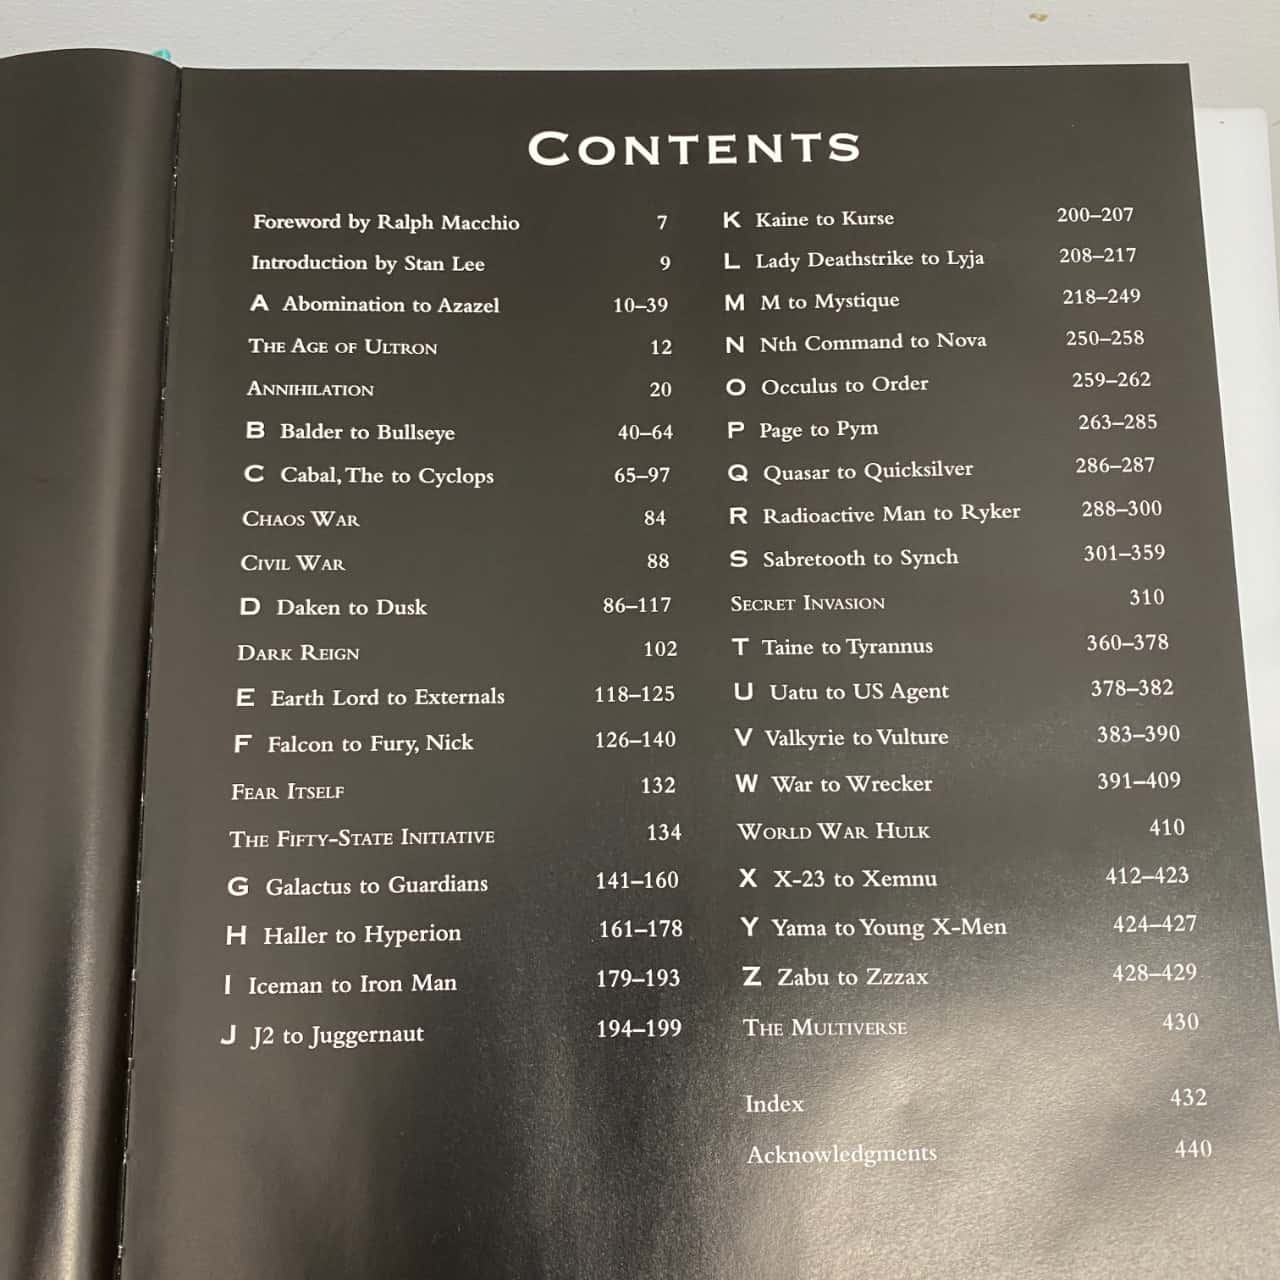 CONTENTS
Foreword by Ralph Macchio 7
Introduction by Stan Lee 9
A Abomination to Azazel 10–39
THE AGE OF ULTRON 12
ANNIHILATION 20
B Balder to Bullseye 40–64
C Cabal, The to Cyclops 65–97
CHAOS WAR 84
CIVIL WAR 88
D Daken to Dusk 86–117
DARK REIGN 102
E Earth Lord to Externals 118–125
F Falcon to Fury, Nick 126–140
FEAR ITSELF 132
THE FIFTY-STATE INITIATIVE 134
G Galactus to Guardians 141–160
H Haller to Hyperion 161–178
I Iceman to Iron Man 179–193
J J2 to Juggernaut 194–199
K Kaine to Kurse 200–207
L Lady Deathstrike to Lyja 208–217
M M to Mystique 218–249
N Nth Command to Nova 250–258
O Occulus to Order 259–262
P Page to Pym 263–285
Q Quasar to Quicksilver 286–287
R Radioactive Man to Ryker 288–300
S Sabretooth to Synch 301–359
SECRET INVASION 310
T Taine to Tyrannus 360–378
U Uatu to US Agent 378–382
V Valkyrie to Vulture 383–390
W War to Wrecker 391–409
WORLD WAR HULK 410
X X-23 to Xemnu 412–423
Y Yama to Young X-Men 424–427
Z Zabu to Zzzax 428–429
THE MULTIVERSE 430
Index 432
Acknowledgments 440